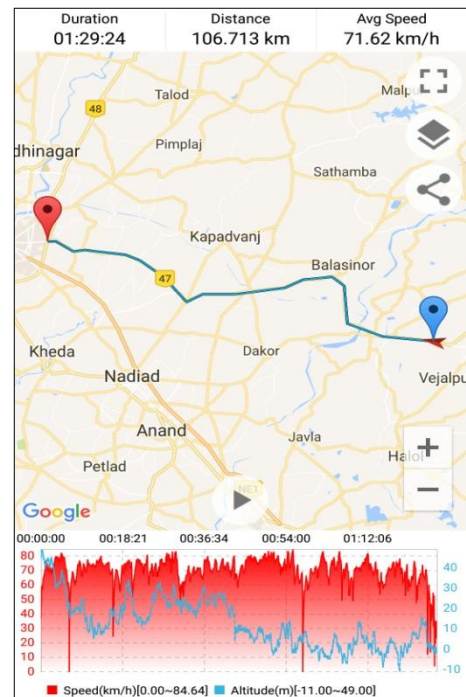 Duration Distance Avg Speed
01:29:24 106.713 km 71.62 km/h
Talod
48
Pimplaj
dhinagar
Sathamba
Kapadvanj
Balasinor
47
Dakor
Kheda
Nadiad
Vejalpu
Anand
Javla
Halol
Petlad
+
−
NE1
Google
00:00:00 00:18:21 00:36:34 00:54:00 01:12:06
80
70
60
50
40
30
20
10
0
40
30
20
10
0
-10
Speed(km/h)[0.00~84.64] Altitude(m)[-11.00~49.00]